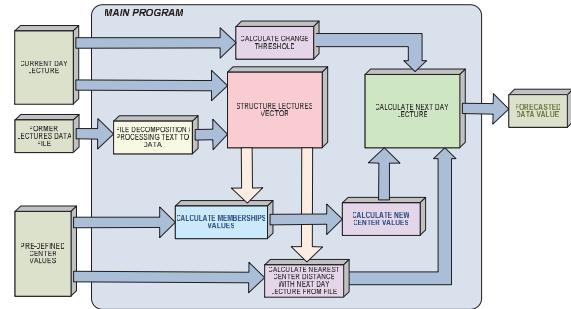 MAIN PROGRAM
CALCULATE CHANGE
THRESHOLD
CURRENT DAY
LECTURE
STRUCTURE LECTURES
VECTOR
CALCULATE NEXT DAY
LECTURE
FORECASTED
DATA VALUE
FORMER
LECTURES DATA
FILE
FILE DECOMPOSITION /
PROCESSING TEXT TO
DATA
CALCULATE MEMBERSHIPS
VALUES
CALCULATE NEW
CENTER VALUES
PRE-DEFINED
CENTER
VALUES
CALCULATE NEAREST
CENTER DISTANCE
WITH NEXT DAY
LECTURE FROM FILE